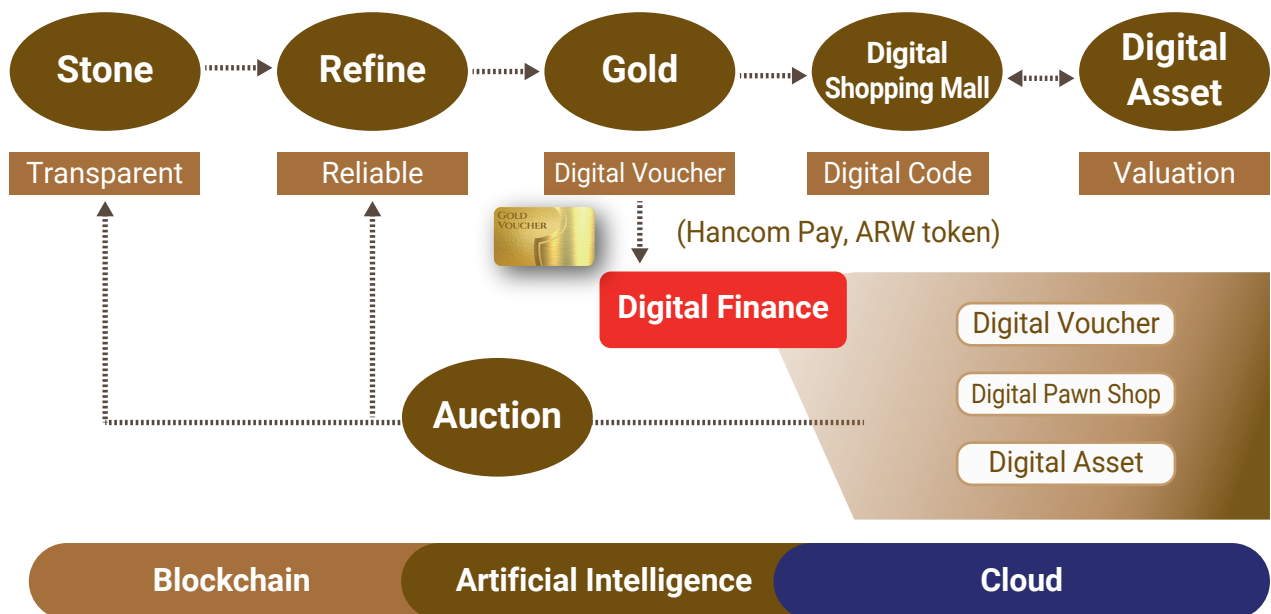 Stone
Refine
Gold
Digital
Shopping Mall
Digital
Asset
Transparent
Reliable
Digital Voucher
Digital Code
Valuation
GOLD
VOUCHER
(Hancom Pay, ARW token)
Digital Finance
Digital Voucher
Digital Pawn Shop
Digital Asset
Auction
Blockchain
Artificial Intelligence
Cloud